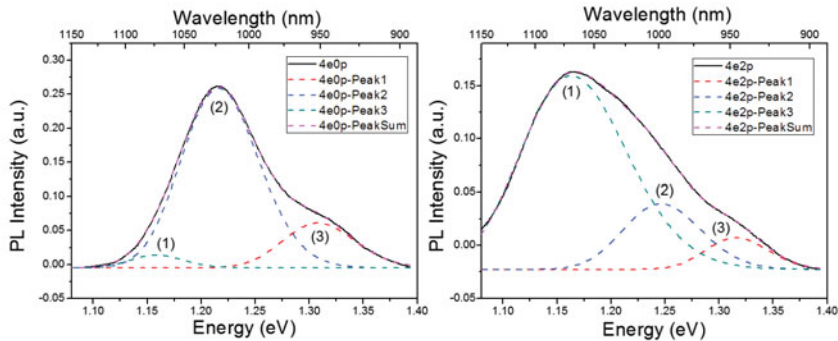 Wavelength (nm)
1150 1100 1050 1000 950 900
0.30
0.25
0.20
0.15
0.10
0.05
0.00
-0.05
PL Intensity (a.u.)
4e0p
4e0p-Peak1
4e0p-Peak2
4e0p-Peak3
4e0p-PeakSum
(2)
(1)
(3)
1.10 1.15 1.20 1.25 1.30 1.35 1.40
Energy (eV)
Wavelength (nm)
1150 1100 1050 1000 950 900
0.15
0.10
0.05
0.00
-0.05
PL Intensity (a.u.)
4e2p
4e2p-Peak1
4e2p-Peak2
4e2p-Peak3
4e2p-PeakSum
(1)
(2)
(3)
1.10 1.15 1.20 1.25 1.30 1.35 1.40
Energy (eV)